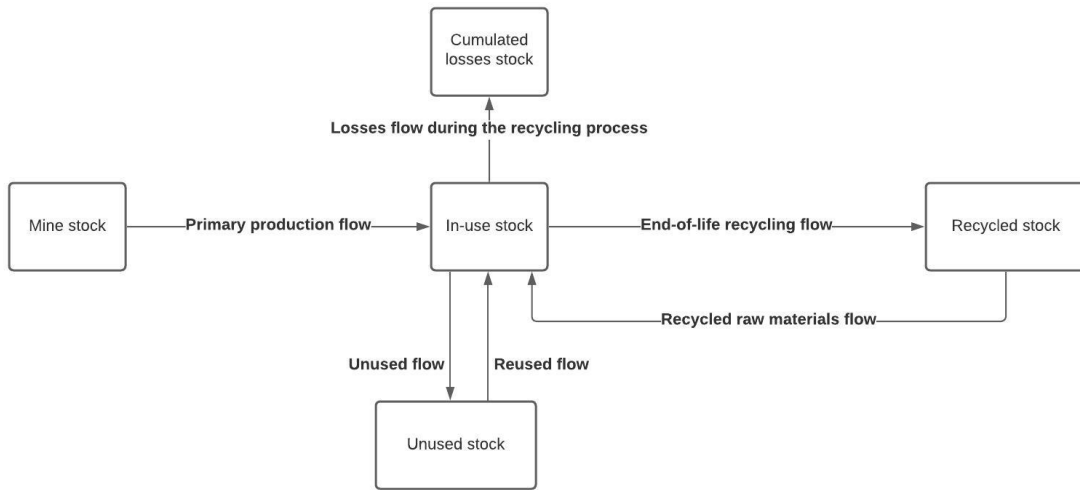 Cumulated
losses stock
Losses flow during the recycling process
Mine stock
Primary production flow
In-use stock
End-of-life recycling flow
Recycled stock
Recycled raw materials flow
Unused flow
Reused flow
Unused stock